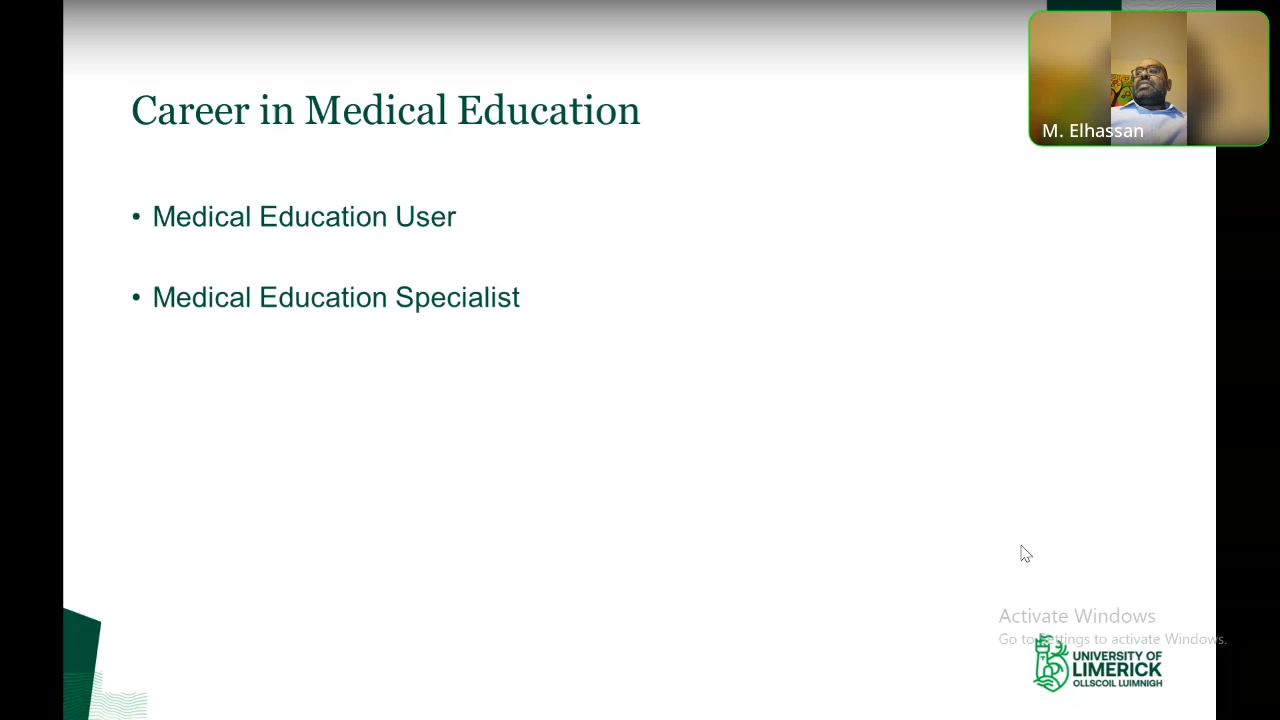 Career in Medical Education
M. Elhassan
• Medical Education User
• Medical Education Specialist
Activate Windows
Go to Settings to activate Windows.
UNIVERSITY OF
LIMERICK
OLLSCOIL LUIMNIGH